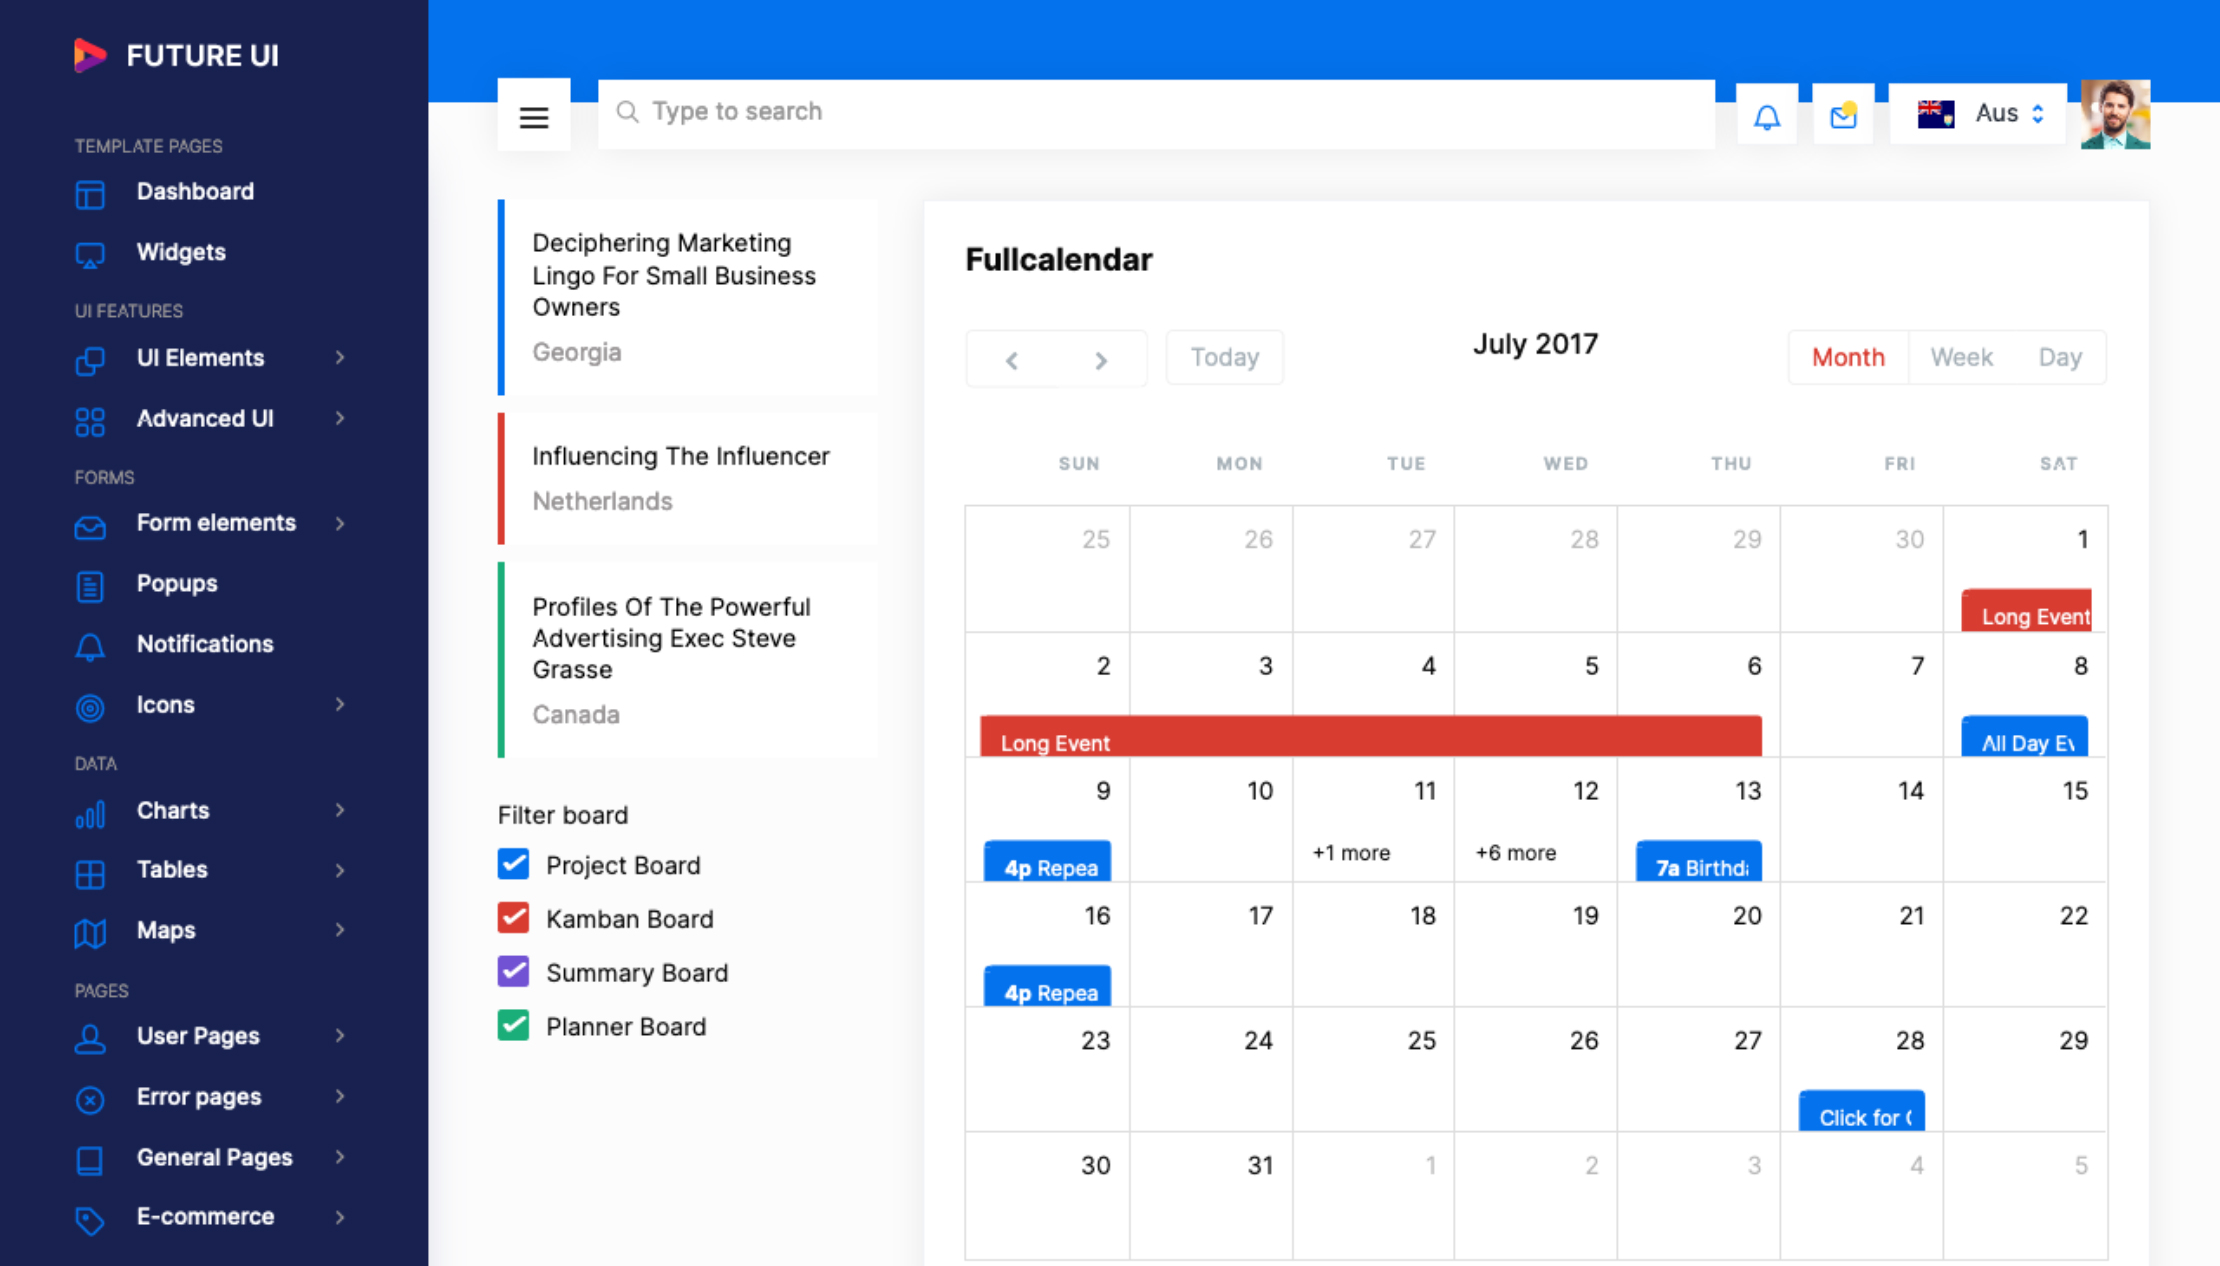 FUTURE UI
TEMPLATE PAGES
Dashboard
Widgets
UI FEATURES
UI Elements
Advanced UI
FORMS
Form elements
Popups
Notifications
Icons
DATA
Charts
Tables
Maps
PAGES
User Pages
Error pages
General Pages
E-commerce
Type to search
Aus
Deciphering Marketing
Lingo For Small Business
Owners
Georgia
Influencing The Influencer
Netherlands
Profiles Of The Powerful
Advertising Exec Steve
Grasse
Canada
Filter board
Project Board
Kamban Board
Summary Board
Planner Board
Fullcalendar
Today
July 2017
Month Week Day
SUN MON TUE WED THU FRI SAT
25 26 27 28 29 30 1
Long Event
2 3 4 5 6 7 8
Long Event All Day Ev
9 10 11 12 13 14 15
4p Repea +1 more +6 more 7a Birthda
16 17 18 19 20 21 22
4p Repea
23 24 25 26 27 28 29
Click for
30 31 1 2 3 4 5